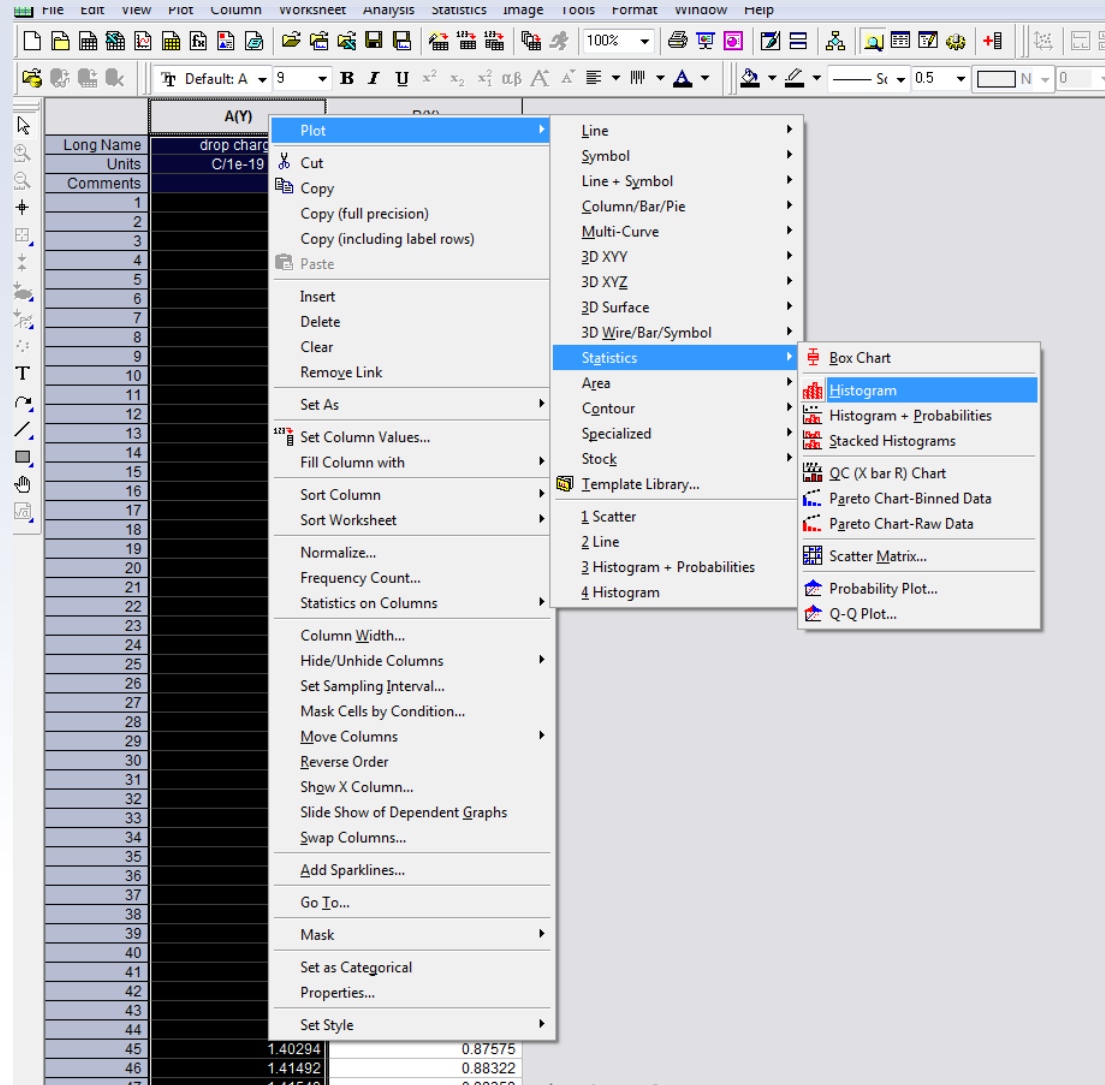 File Edit View Plot Column Worksheet Analysis Statistics Image Tools Format Window Help
100%
Default: A 9 B I U x² x₂ x²₁ αβ A A A Sc 0.5 N 0
A(Y) B(Y)
Long Name drop charg
Units C/1e-19
Comments
1
2
3
4
5
6
7
8
9
10
11
12
13
14
15
16
17
18
19
20
21
22
23
24
25
26
27
28
29
30
31
32
33
34
35
36
37
38
39
40
41
42
43
44
45 1.40294 0.87575
46 1.41492 0.88322
47
T
Plot
Cut
Copy
Copy (full precision)
Copy (including label rows)
Paste
Insert
Delete
Clear
Remove Link
Set As
Set Column Values...
Fill Column with
Sort Column
Sort Worksheet
Normalize...
Frequency Count...
Statistics on Columns
Column Width...
Hide/Unhide Columns
Set Sampling Interval...
Mask Cells by Condition...
Move Columns
Reverse Order
Show X Column...
Slide Show of Dependent Graphs
Swap Columns...
Add Sparklines...
Go To...
Mask
Set as Categorical
Properties...
Set Style
Line
Symbol
Line + Symbol
Column/Bar/Pie
Multi-Curve
3D XYY
3D XYZ
3D Surface
3D Wire/Bar/Symbol
Statistics
Area
Contour
Specialized
Stock
Template Library...
1 Scatter
2 Line
3 Histogram + Probabilities
4 Histogram
Box Chart
Histogram
Histogram + Probabilities
Stacked Histograms
QC (X bar R) Chart
Pareto Chart-Binned Data
Pareto Chart-Raw Data
Scatter Matrix...
Probability Plot...
Q-Q Plot...